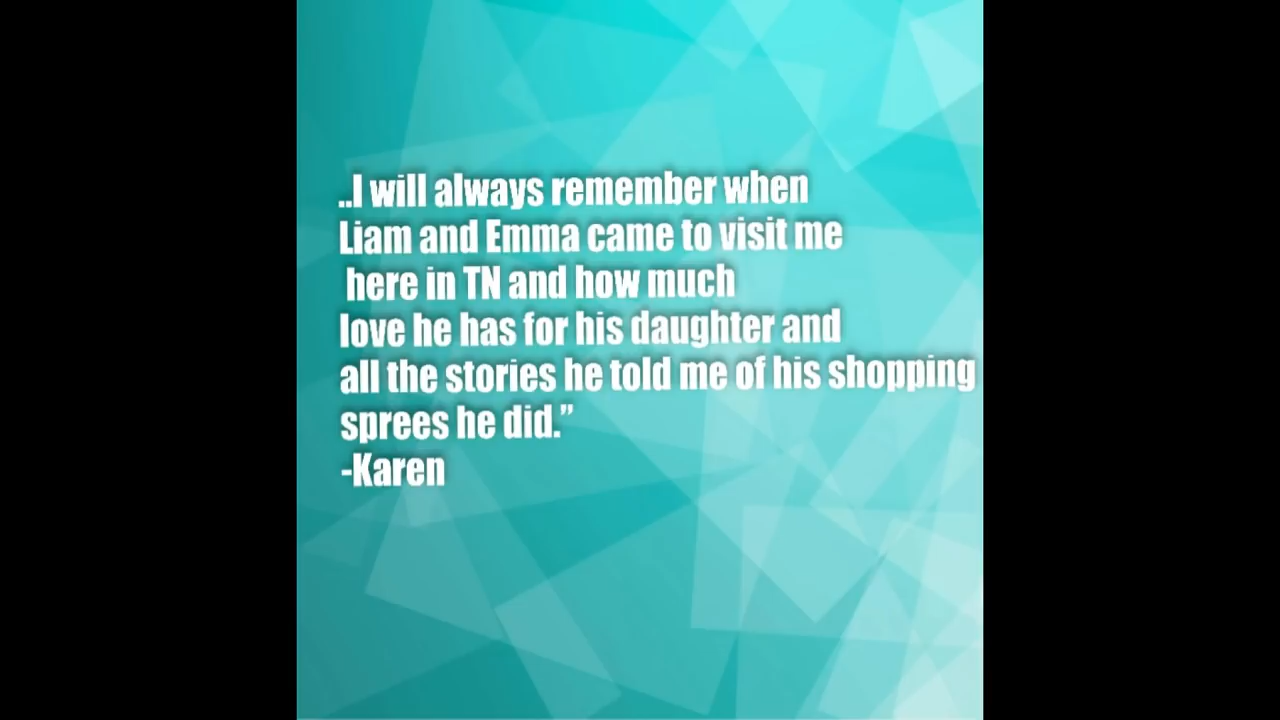 ..I will always remember when
Liam and Emma came to visit me
here in TN and how much
love he has for his daughter and
all the stories he told me of his shopping
sprees he did.”
-Karen